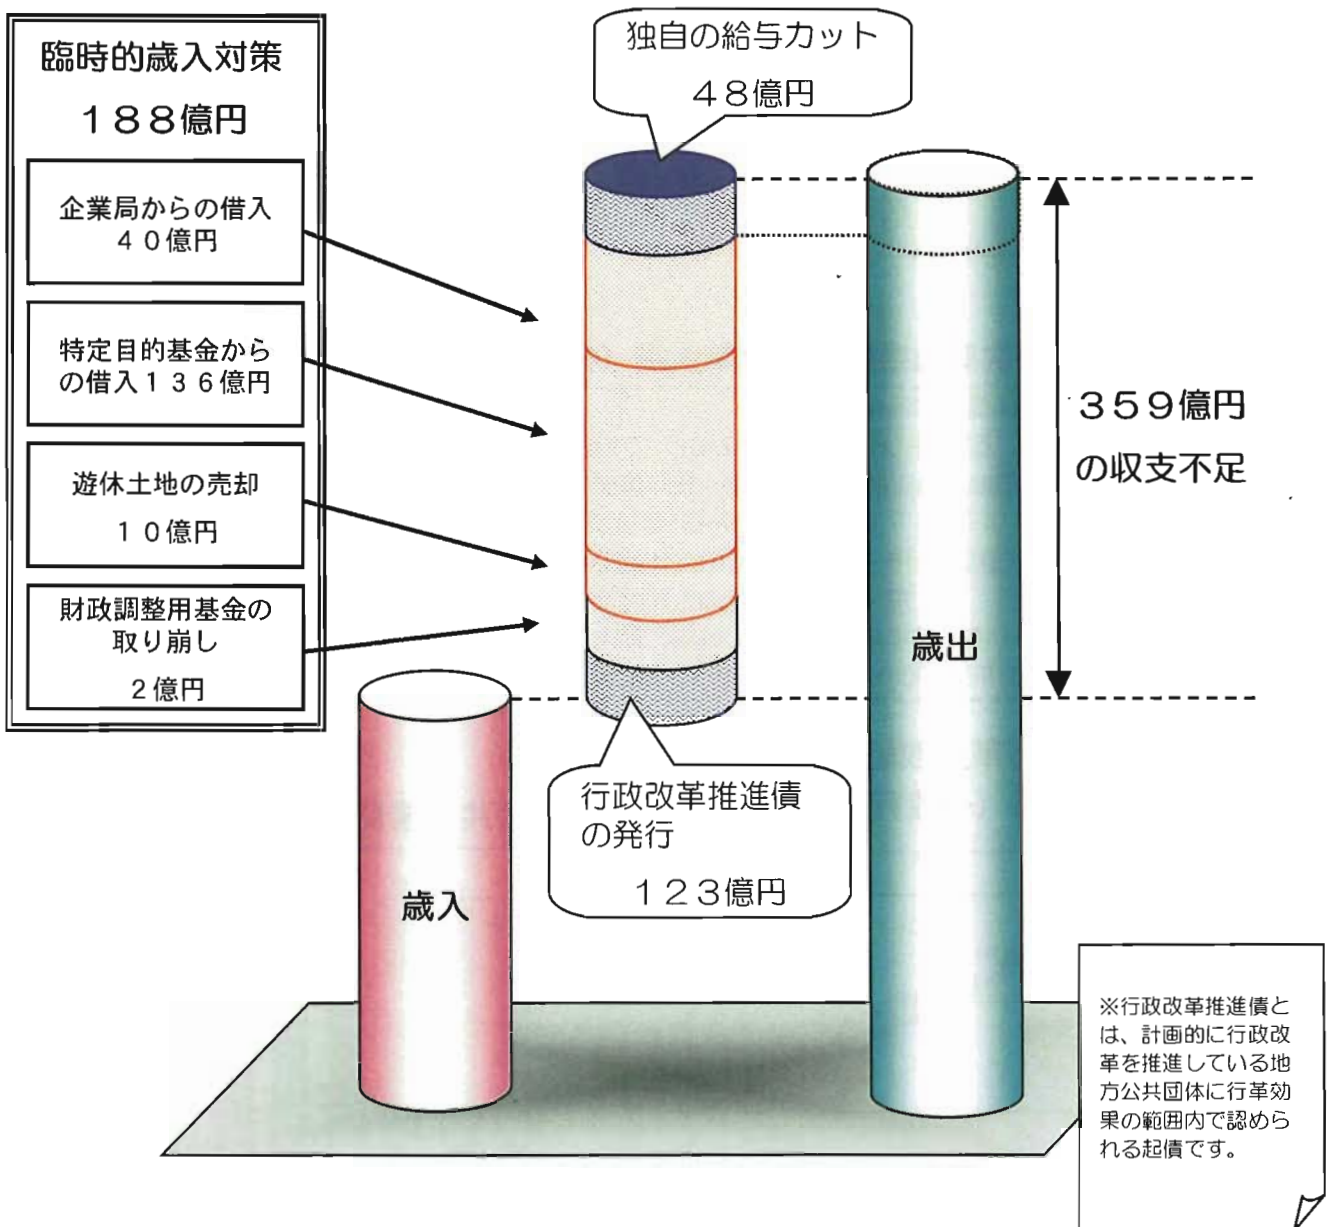 臨時的歳入対策
１８８億円
企業局からの借入
４０億円
特定目的基金から
の借入１３６億円
遊休土地の売却
１０億円
財政調整用基金の
取り崩し
２億円
独自の給与カット
４８億円
３５９億円
の収支不足
歳出
歳入
行政改革推進債
の発行
１２３億円
※行政改革推進債と
は、計画的に行政改
革を推進している地
方公共団体に行革効
果の範囲内で認めら
れる起債です。